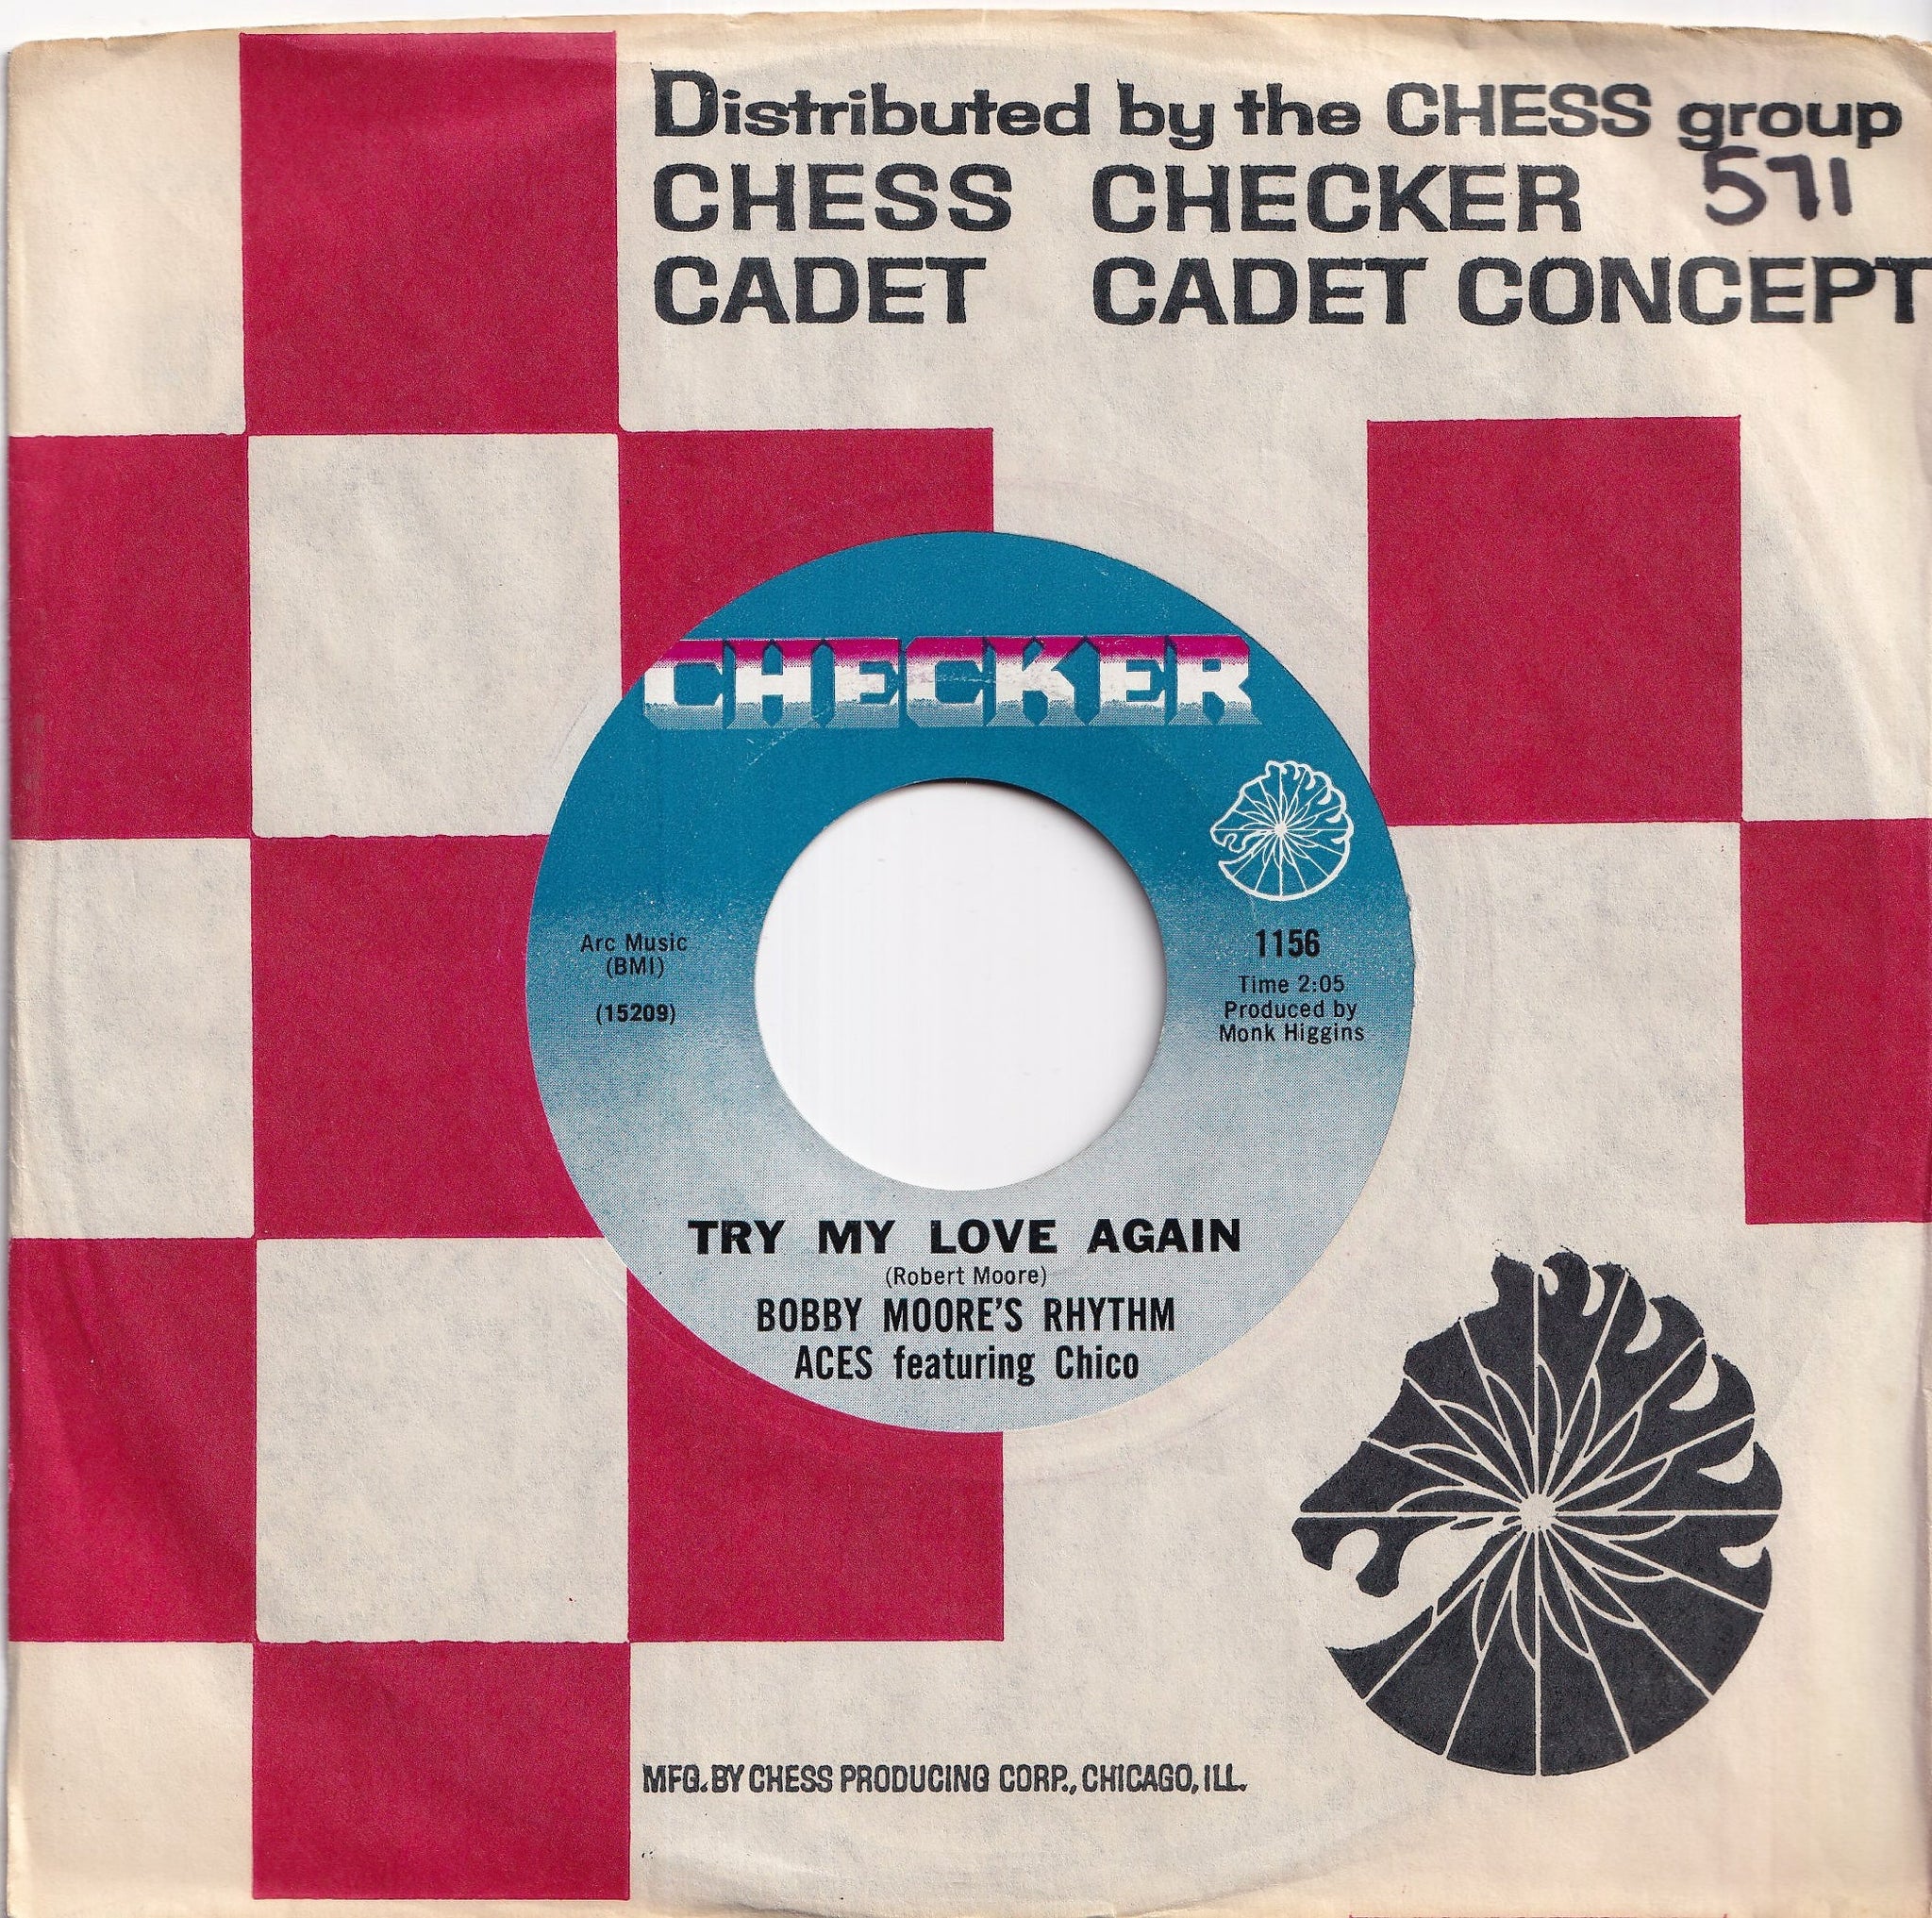 Distributed by the CHESS group
CHESS CHECKER 571
CADET CADET CONCEPT
CHECKER
Arc Music
(BMI)
(15209)
1156
Time 2:05
Produced by
Monk Higgins
TRY MY LOVE AGAIN
(Robert Moore)
BOBBY MOORE'S RHYTHM
ACES featuring Chico
MFG. BY CHESS PRODUCING CORP., CHICAGO, ILL.